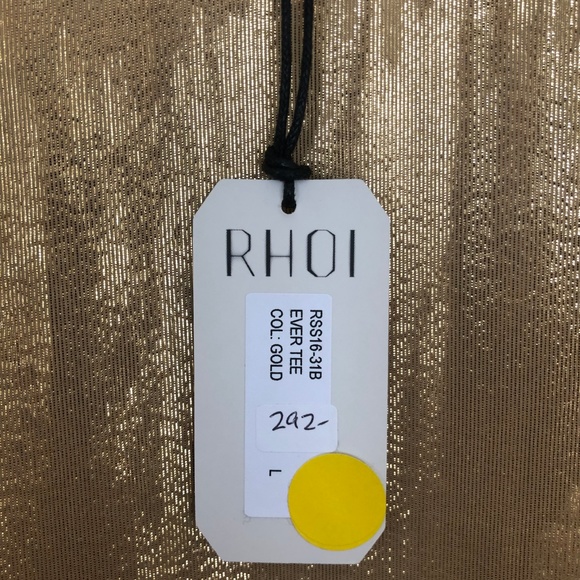 RHOI
RSS16-31B
EVER TEE
COL: GOLD
292-
L